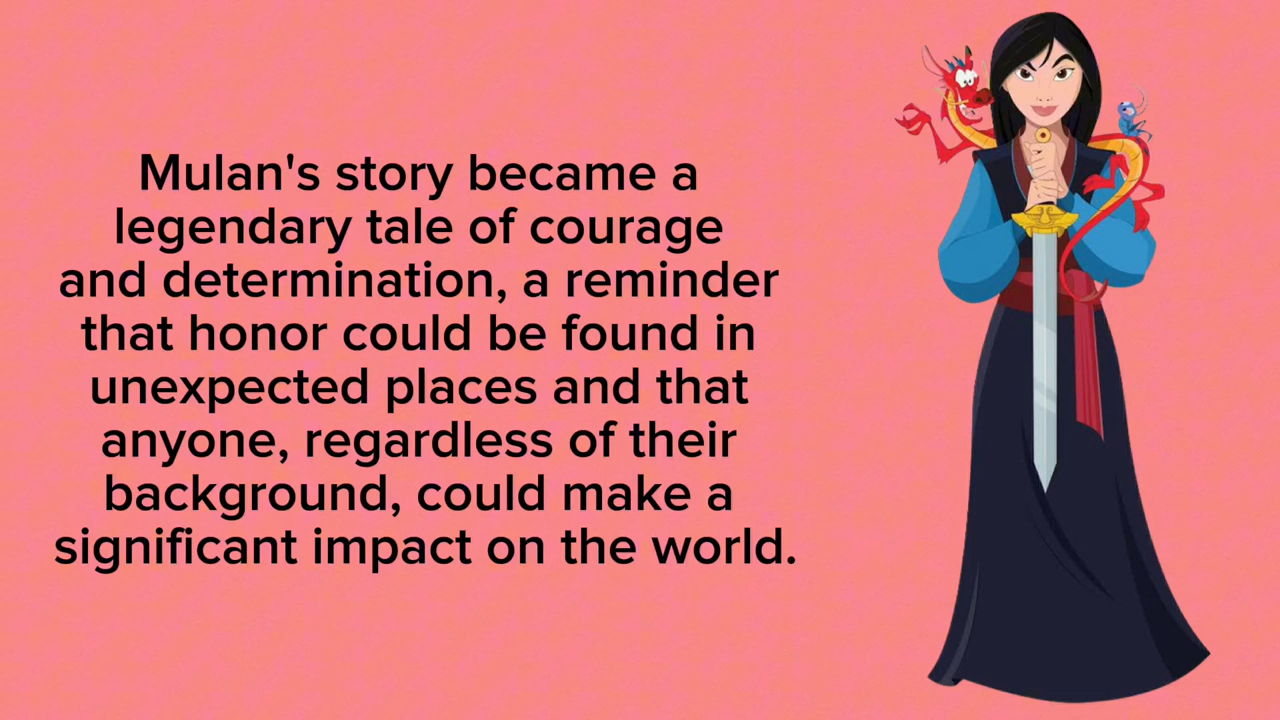 Mulan's story became a
legendary tale of courage
and determination, a reminder
that honor could be found in
unexpected places and that
anyone, regardless of their
background, could make a
significant impact on the world.